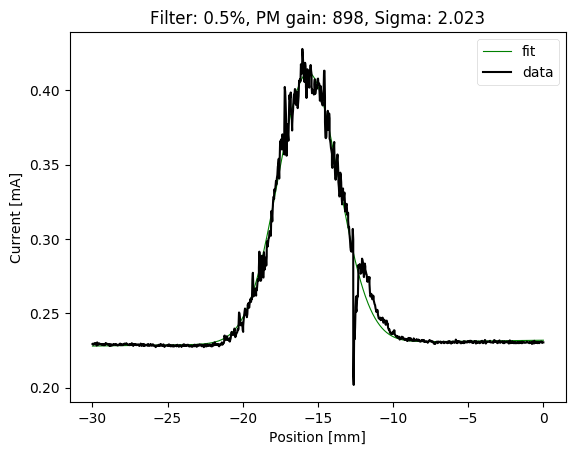 Filter: 0.5%, PM gain: 898, Sigma: 2.023
fit
data
Current [mA]
0.40
0.35
0.30
0.25
0.20
−30
−25
−20
−15
−10
−5
0
Position [mm]